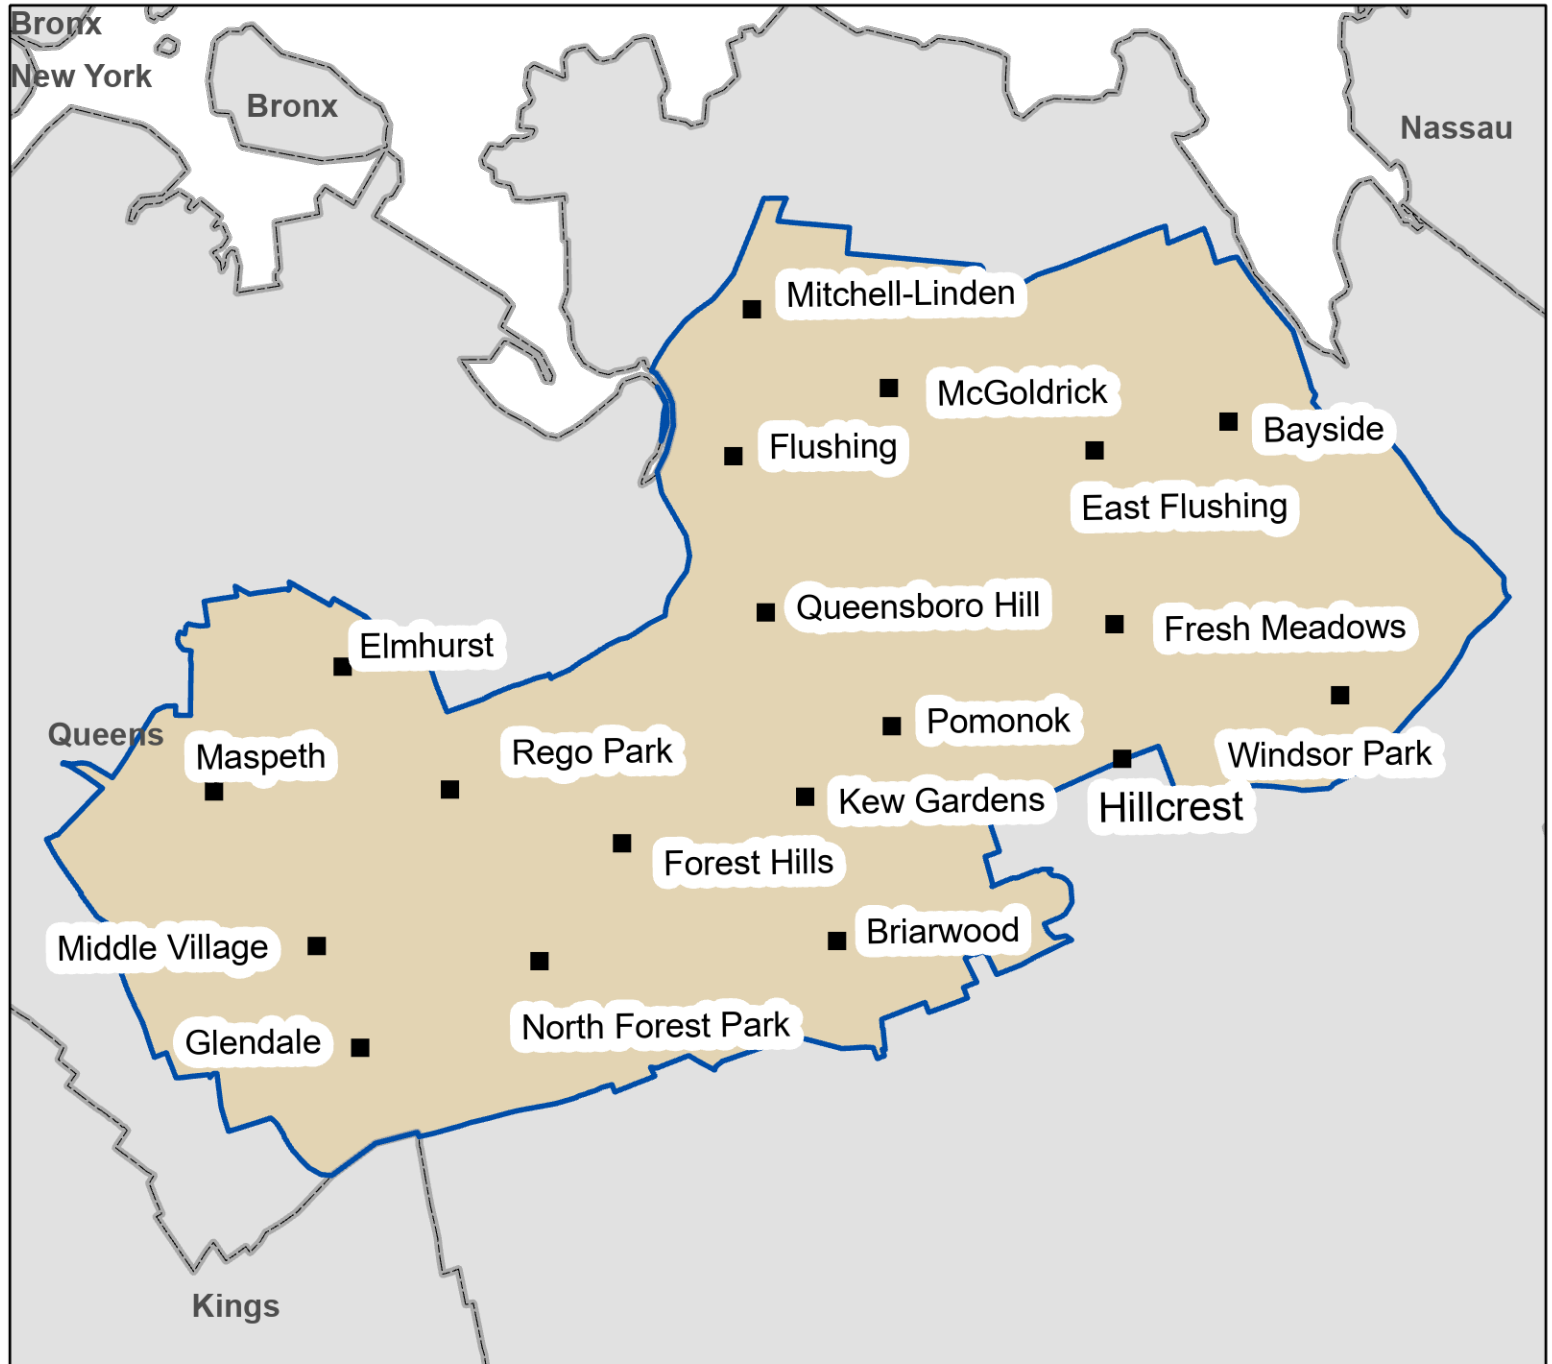 Bronx
New York
Bronx
Nassau
Mitchell-Linden
McGoldrick
Bayside
Flushing
East Flushing
Queensboro Hill
Fresh Meadows
Elmhurst
Pomonok
Queens
Maspeth
Rego Park
Windsor Park
Kew Gardens
Hillcrest
Forest Hills
Briarwood
Middle Village
North Forest Park
Glendale
Kings